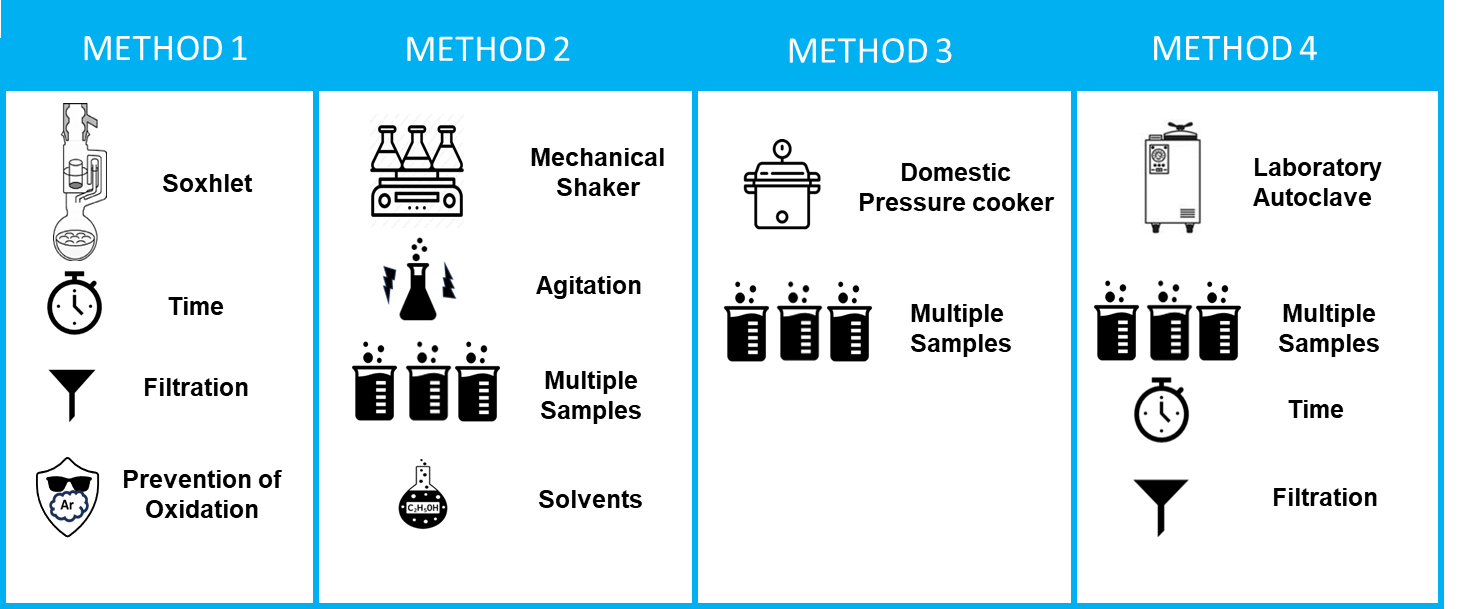 METHOD 1
METHOD 2
METHOD 3
METHOD 4
Soxhlet
Time
Filtration
Ar
Prevention of
Oxidation
Mechanical
Shaker
Agitation
Multiple
Samples
C₂H₅OH
Solvents
Domestic
Pressure cooker
Multiple
Samples
Laboratory
Autoclave
Multiple
Samples
Time
Filtration